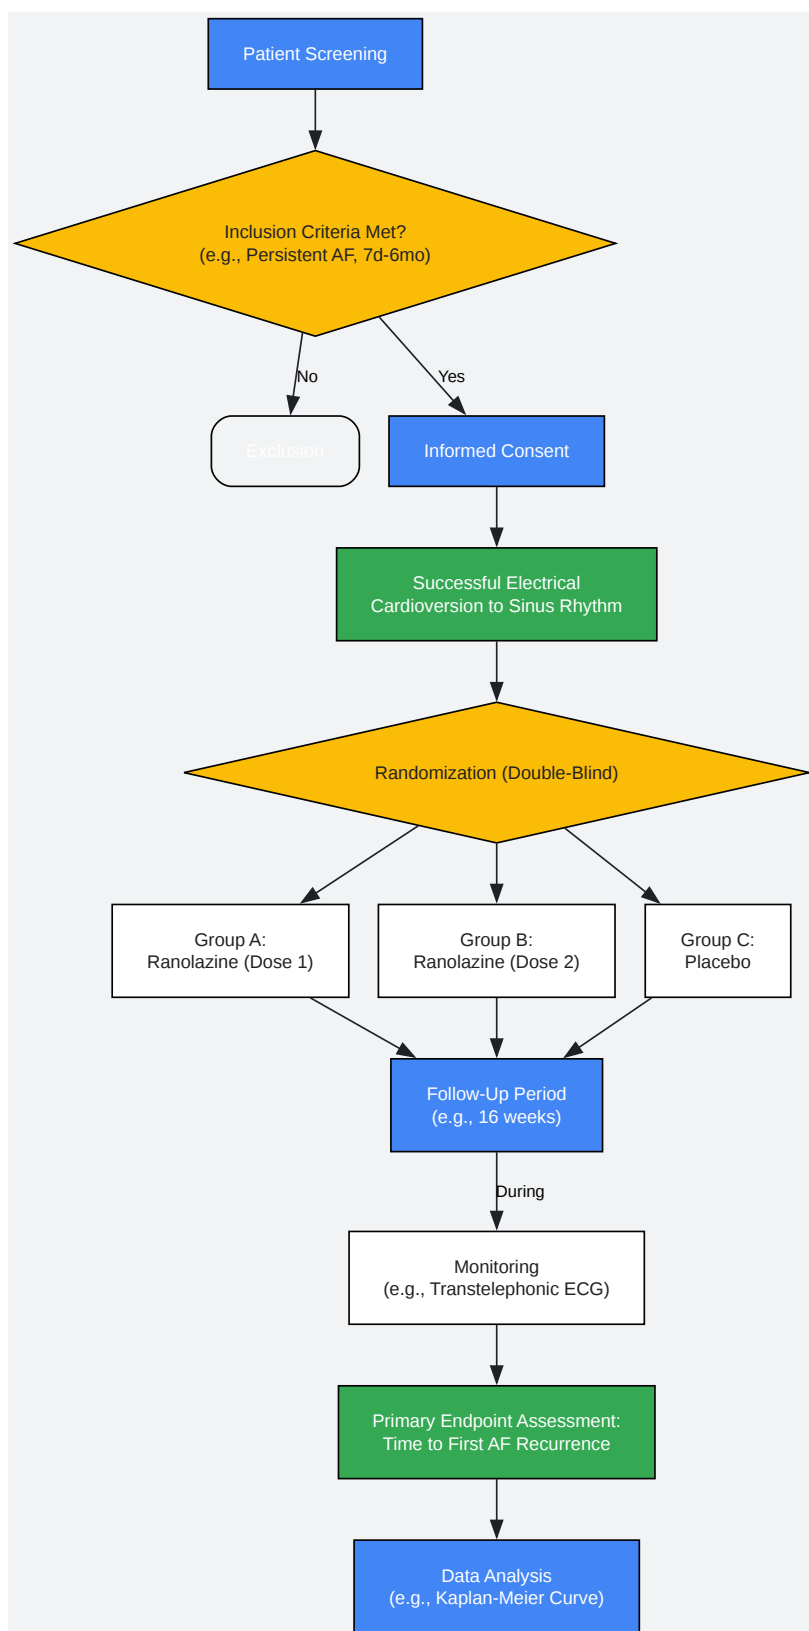 Patient Screening
Inclusion Criteria Met?
(e.g., Persistent AF, 7d-6mo)
No
Yes
Exclusion
Informed Consent
Successful Electrical
Cardioversion to Sinus Rhythm
Randomization (Double-Blind)
Group A:
Ranolazine (Dose 1)
Group B:
Ranolazine (Dose 2)
Group C:
Placebo
Follow-Up Period
(e.g., 16 weeks)
During
Monitoring
(e.g., Transtelephonic ECG)
Primary Endpoint Assessment:
Time to First AF Recurrence
Data Analysis
(e.g., Kaplan-Meier Curve)